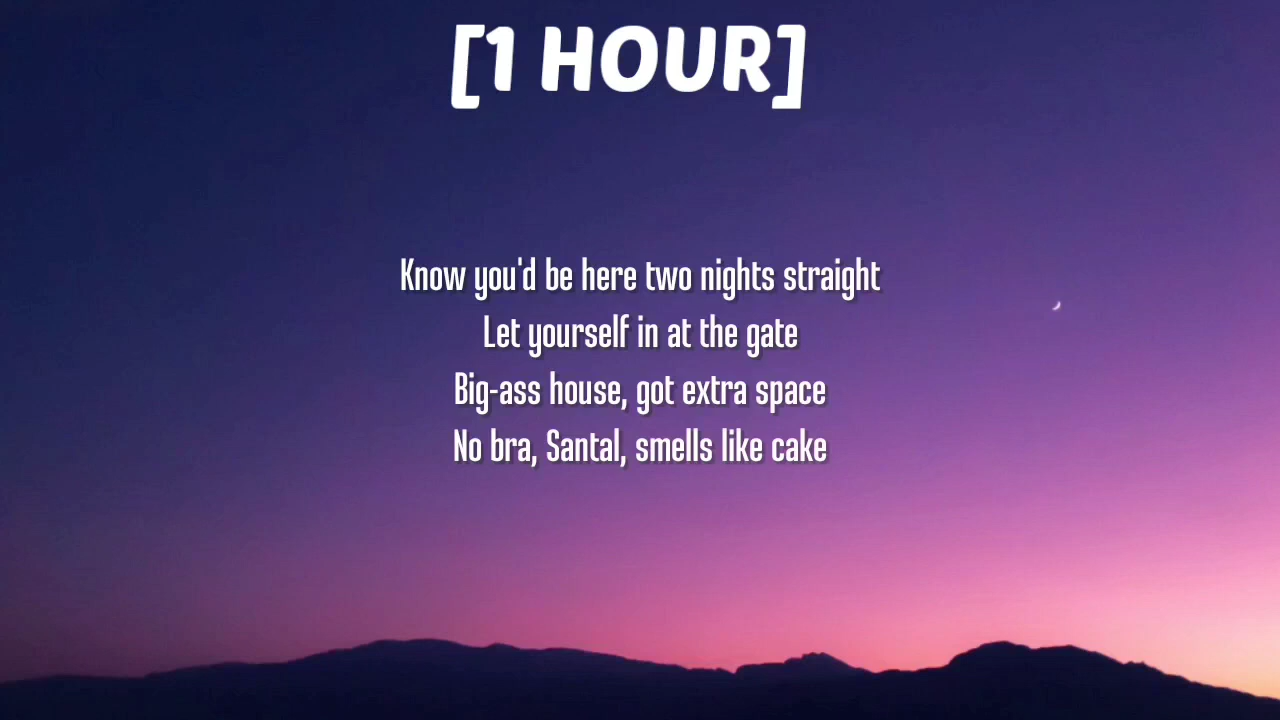 [1 HOUR]
Know you'd be here two nights straight
Let yourself in at the gate
Big-ass house, got extra space
No bra, Santal, smells like cake